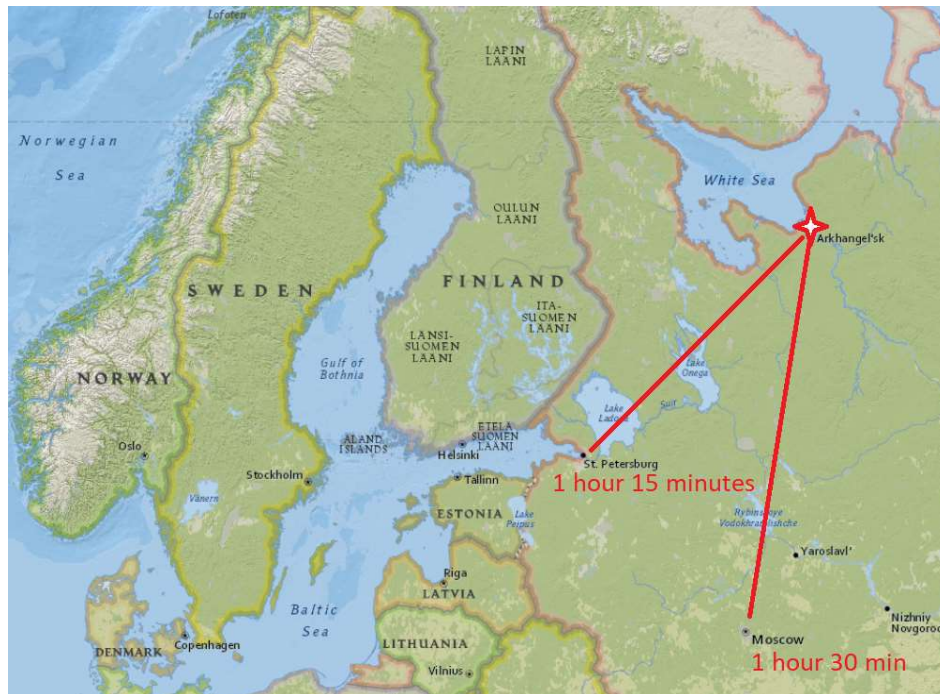 Lofoten
Norwegian
Sea
LAPIN
LAANI
White Sea
Arkhangel'sk
OULUN
LAANI
SWEDEN
FINLAND
ITA-
SUOMEN
LAANI
LANSI-
SUOMEN
LAANI
Gulf of
Bothnia
NORWAY
Lake
Onega
Lake
Ladoga
Suir
Oslo
ALAND
ISLANDS
ETELA
SUOMEN
LAANI
Helsinki
St. Petersburg
Stockholm
Tallinn
1 hour 15 minutes
Vänern
ESTONIA
Lake
Peipus
Rybinskoye
Vodokhranilishche
Yaroslavl'
Riga
LATVIA
Baltic
Sea
Nizhniy
Novgorod
Moscow
Copenhagen
DENMARK
LITHUANIA
Vilnius
1 hour 30 min